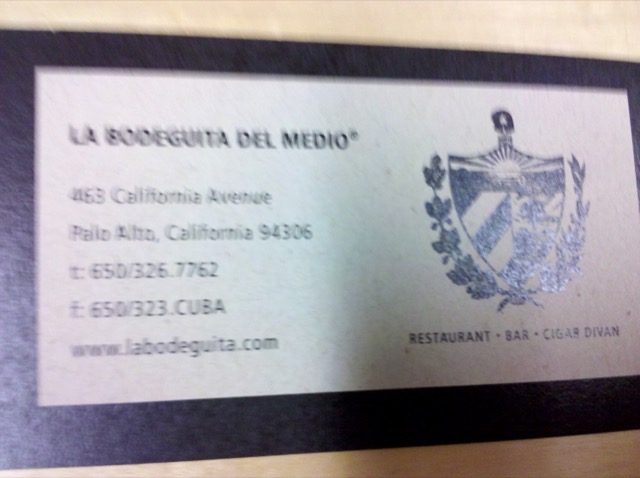 LA BODEGUITA DEL MEDIO®
463 California Avenue
Palo Alto, California 94306
t: 650/326.7762
f: 650/323.CUBA
www.labodeguita.com
RESTAURANT • BAR • CIGAR DIVAN